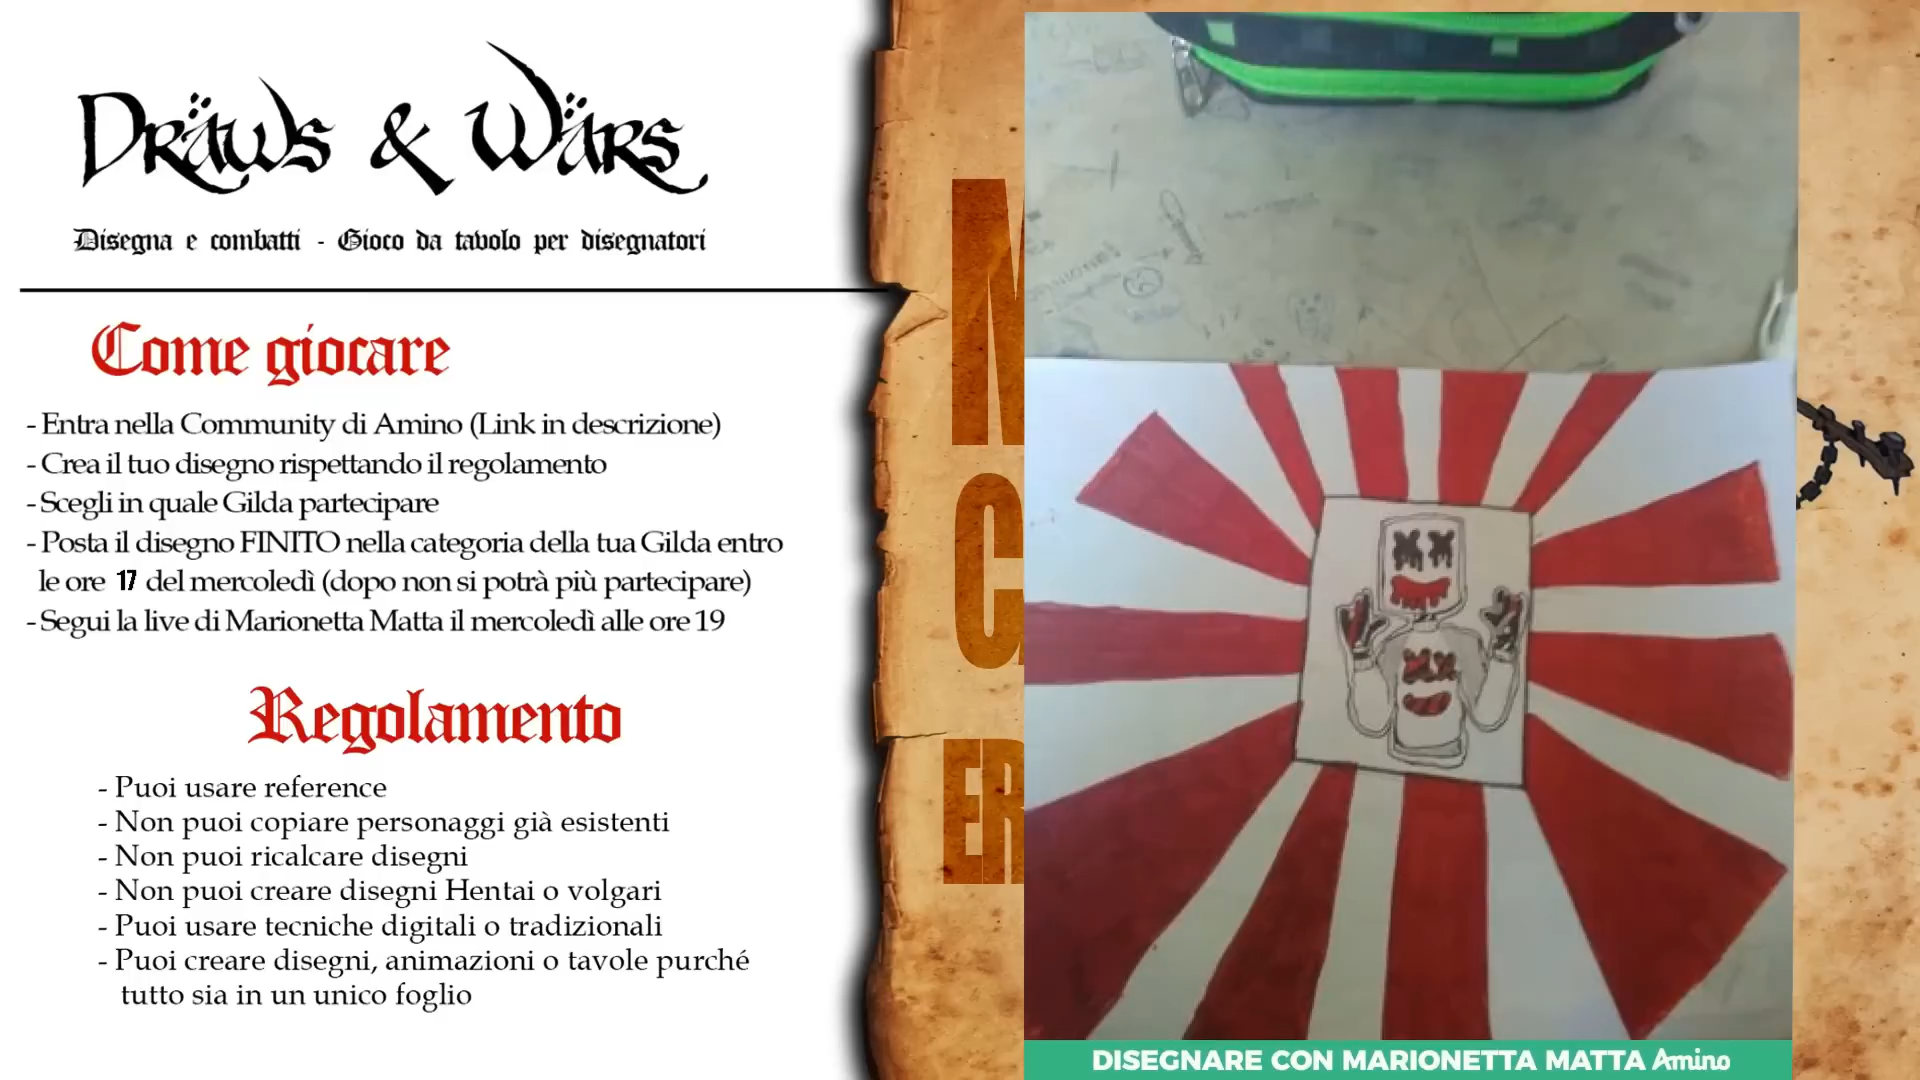 Dräws & Wärs
Disegna e combatti - Gioco da tavolo per disegnatori
Come giocare
- Entra nella Community di Amino (Link in descrizione)
- Crea il tuo disegno rispettando il regolamento
- Scegli in quale Gilda partecipare
- Posta il disegno FINITO nella categoria della tua Gilda entro
le ore 17 del mercoledì (dopo non si potrà più partecipare)
- Segui la live di Marionetta Matta il mercoledì alle ore 19
Regolamento
- Puoi usare reference
- Non puoi copiare personaggi già esistenti
- Non puoi ricalcare disegni
- Non puoi creare disegni Hentai o volgari
- Puoi usare tecniche digitali o tradizionali
- Puoi creare disegni, animazioni o tavole purché
tutto sia in un unico foglio
DISEGNARE CON MARIONETTA MATTA Amino